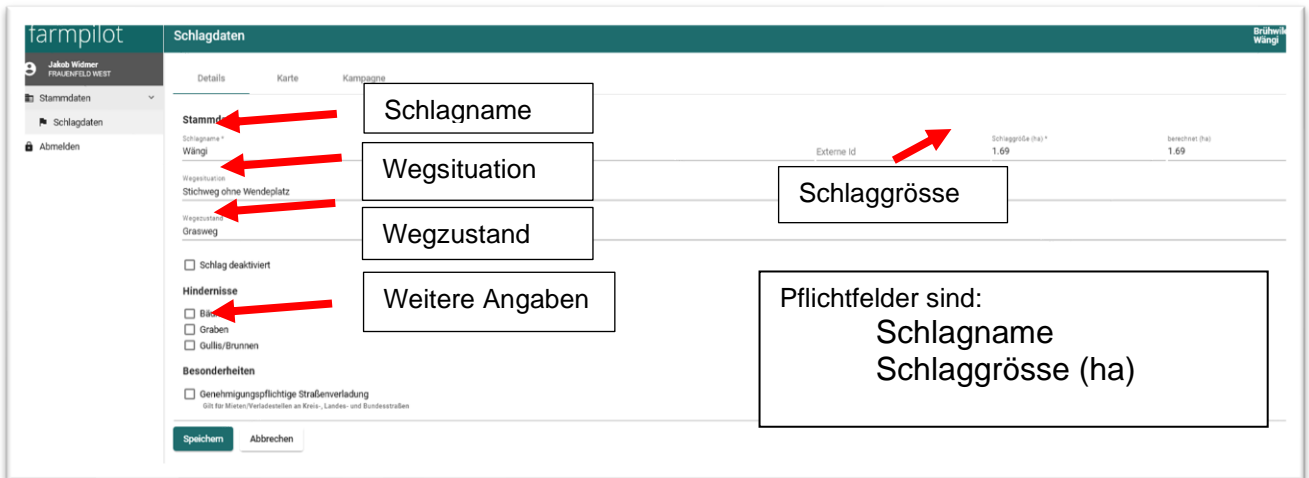 farmpilot
Schlagdaten
Brühwil
Wängi
Jakob Widmer
FRAUENFELD WEST
Stammdaten
Schlagdaten
Abmelden
Details Karte Kampagne
Schlagname
Schlagname *
Wängi
Externe Id
Schlaggröße (ha) *
1.69
berechnet (ha)
1.69
Wegsituation
Schlaggrösse
Wegesituation
Stichweg ohne Wendeplatz
Wegzustand
Wegezustand
Grasweg
Schlag deaktiviert
Hindernisse
Weitere Angaben
Graben
Gullis/Brunnen
Besonderheiten
Genehmigungspflichtige Straßenverladung
Gilt für Mieten/Verladestellen an Kreis-, Landes- und Bundesstraßen
Pflichtfelder sind:
Schlagname
Schlaggrösse (ha)
Speichern Abbrechen